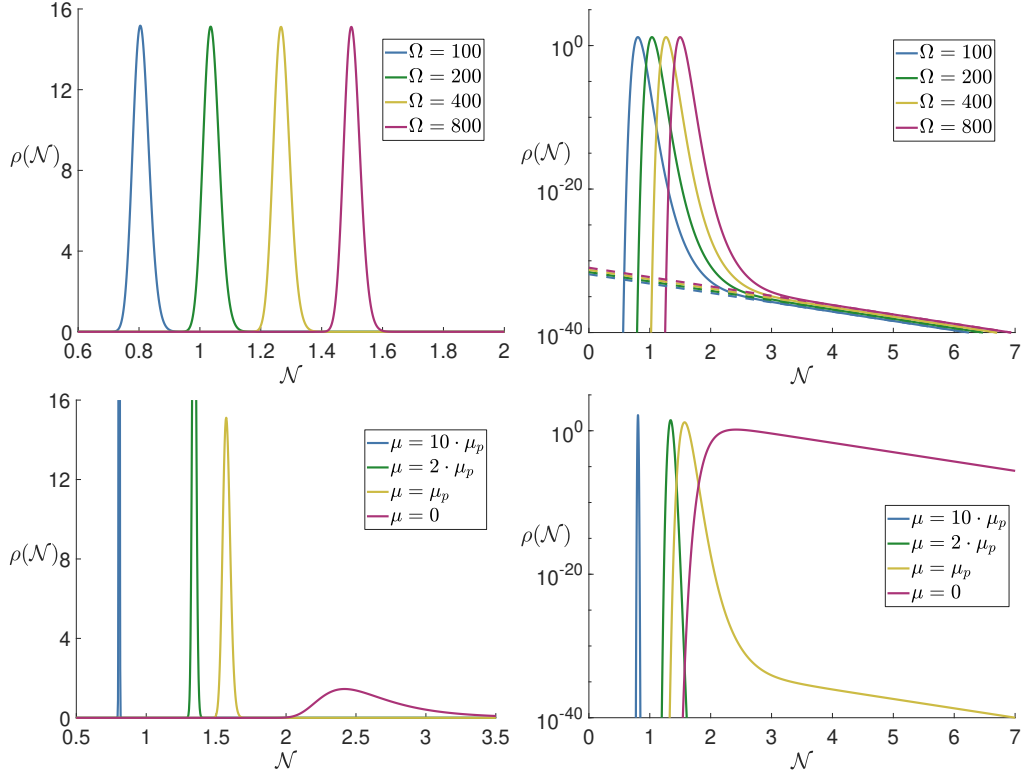 16
12
8
4
0
ρ(𝒩)
0.6 0.8 1 1.2 1.4 1.6 1.8 2
𝒩
Ω = 100
Ω = 200
Ω = 400
Ω = 800
10^0
10^-20
10^-40
ρ(𝒩)
0 1 2 3 4 5 6 7
𝒩
Ω = 100
Ω = 200
Ω = 400
Ω = 800
16
12
8
4
0
ρ(𝒩)
0.5 1 1.5 2 2.5 3 3.5
𝒩
μ = 10 · μ_p
μ = 2 · μ_p
μ = μ_p
μ = 0
10^0
10^-20
10^-40
ρ(𝒩)
0 1 2 3 4 5 6 7
𝒩
μ = 10 · μ_p
μ = 2 · μ_p
μ = μ_p
μ = 0